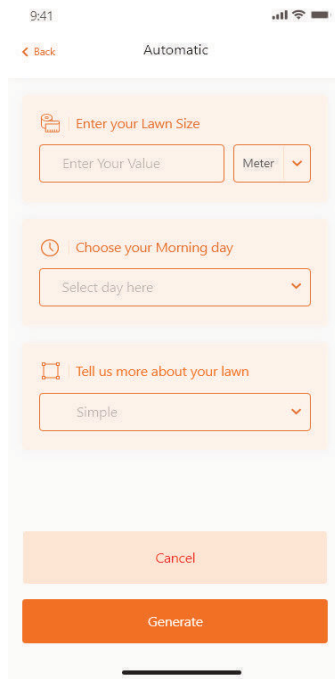 9:41
Back
Automatic
Enter your Lawn Size
Enter Your Value
Meter
Choose your Morning day
Select day here
Tell us more about your lawn
Simple
Cancel
Generate